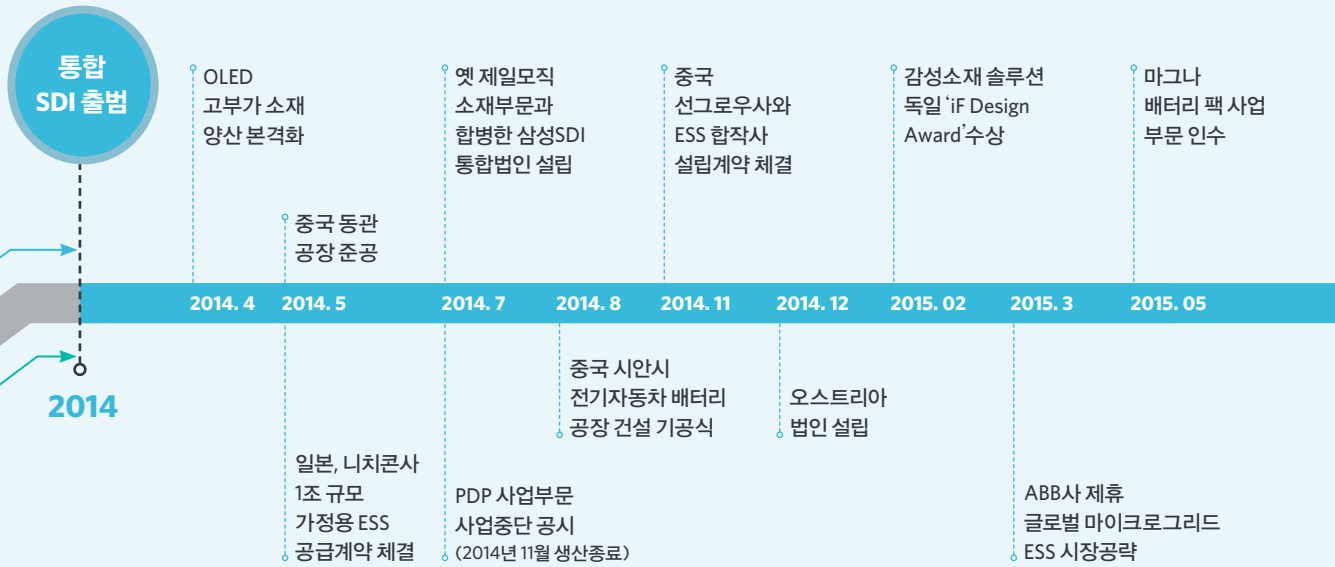 통합
SDI 출범
2014
OLED
고부가 소재
양산 본격화
중국 동관
공장 준공
옛 제일모직
소재부문과
합병한 삼성SDI
통합법인 설립
중국
선그로우사와
ESS 합작사
설립계약 체결
감성소재 솔루션
독일 ‘iF Design
Award’수상
마그나
배터리 팩 사업
부문 인수
2014. 4 2014. 5 2014. 7 2014. 8 2014. 11 2014. 12 2015. 02 2015. 3 2015. 05
일본, 니치콘사
1조 규모
가정용 ESS
공급계약 체결
PDP 사업부문
사업중단 공시
(2014년 11월 생산종료)
중국 시안시
전기자동차 배터리
공장 건설 기공식
오스트리아
법인 설립
ABB사 제휴
글로벌 마이크로그리드
ESS 시장공략